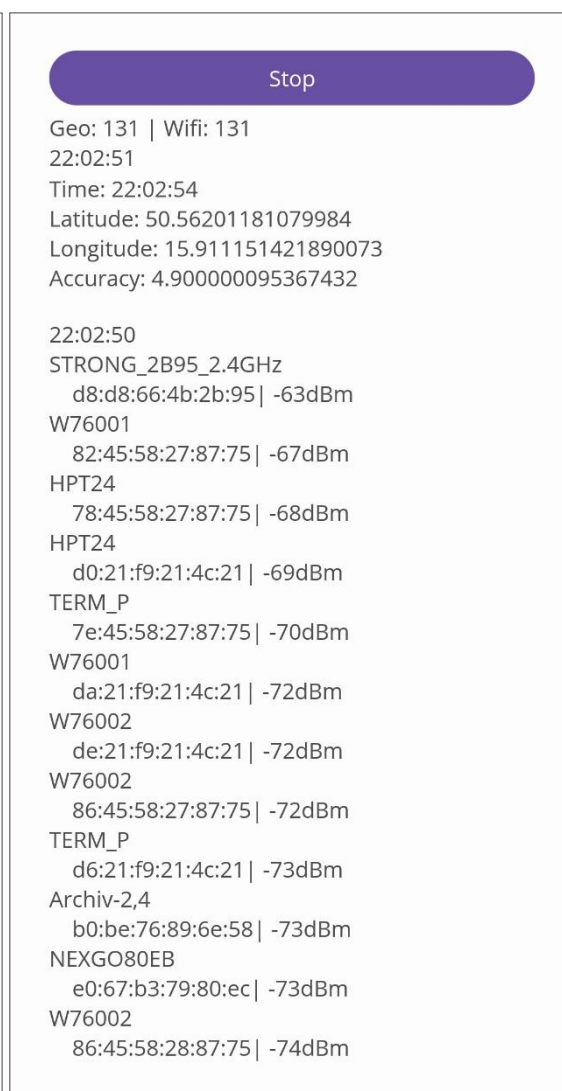 Stop
Geo: 131 | Wifi: 131
22:02:51
Time: 22:02:54
Latitude: 50.56201181079984
Longitude: 15.911151421890073
Accuracy: 4.900000095367432
22:02:50
STRONG_2B95_2.4GHz
d8:d8:66:4b:2b:95| -63dBm
W76001
82:45:58:27:87:75| -67dBm
HPT24
78:45:58:27:87:75| -68dBm
HPT24
d0:21:f9:21:4c:21| -69dBm
TERM_P
7e:45:58:27:87:75| -70dBm
W76001
da:21:f9:21:4c:21| -72dBm
W76002
de:21:f9:21:4c:21| -72dBm
W76002
86:45:58:27:87:75| -72dBm
TERM_P
d6:21:f9:21:4c:21| -73dBm
Archiv-2,4
b0:be:76:89:6e:58| -73dBm
NEXGO80EB
e0:67:b3:79:80:ec| -73dBm
W76002
86:45:58:28:87:75| -74dBm